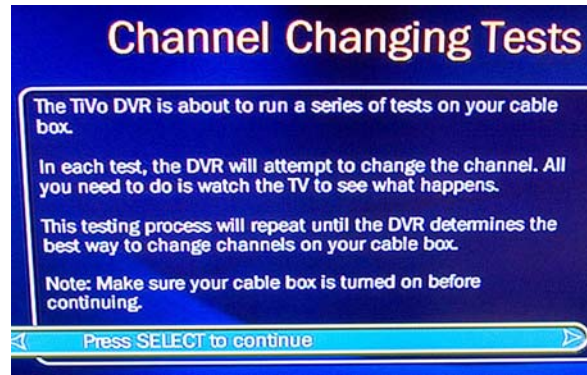 Channel Changing Tests
The TiVo DVR is about to run a series of tests on your cable
box.
In each test, the DVR will attempt to change the channel. All
you need to do is watch the TV to see what happens.
This testing process will repeat until the DVR determines the
best way to change channels on your cable box.
Note: Make sure your cable box is turned on before
continuing.
Press SELECT to continue